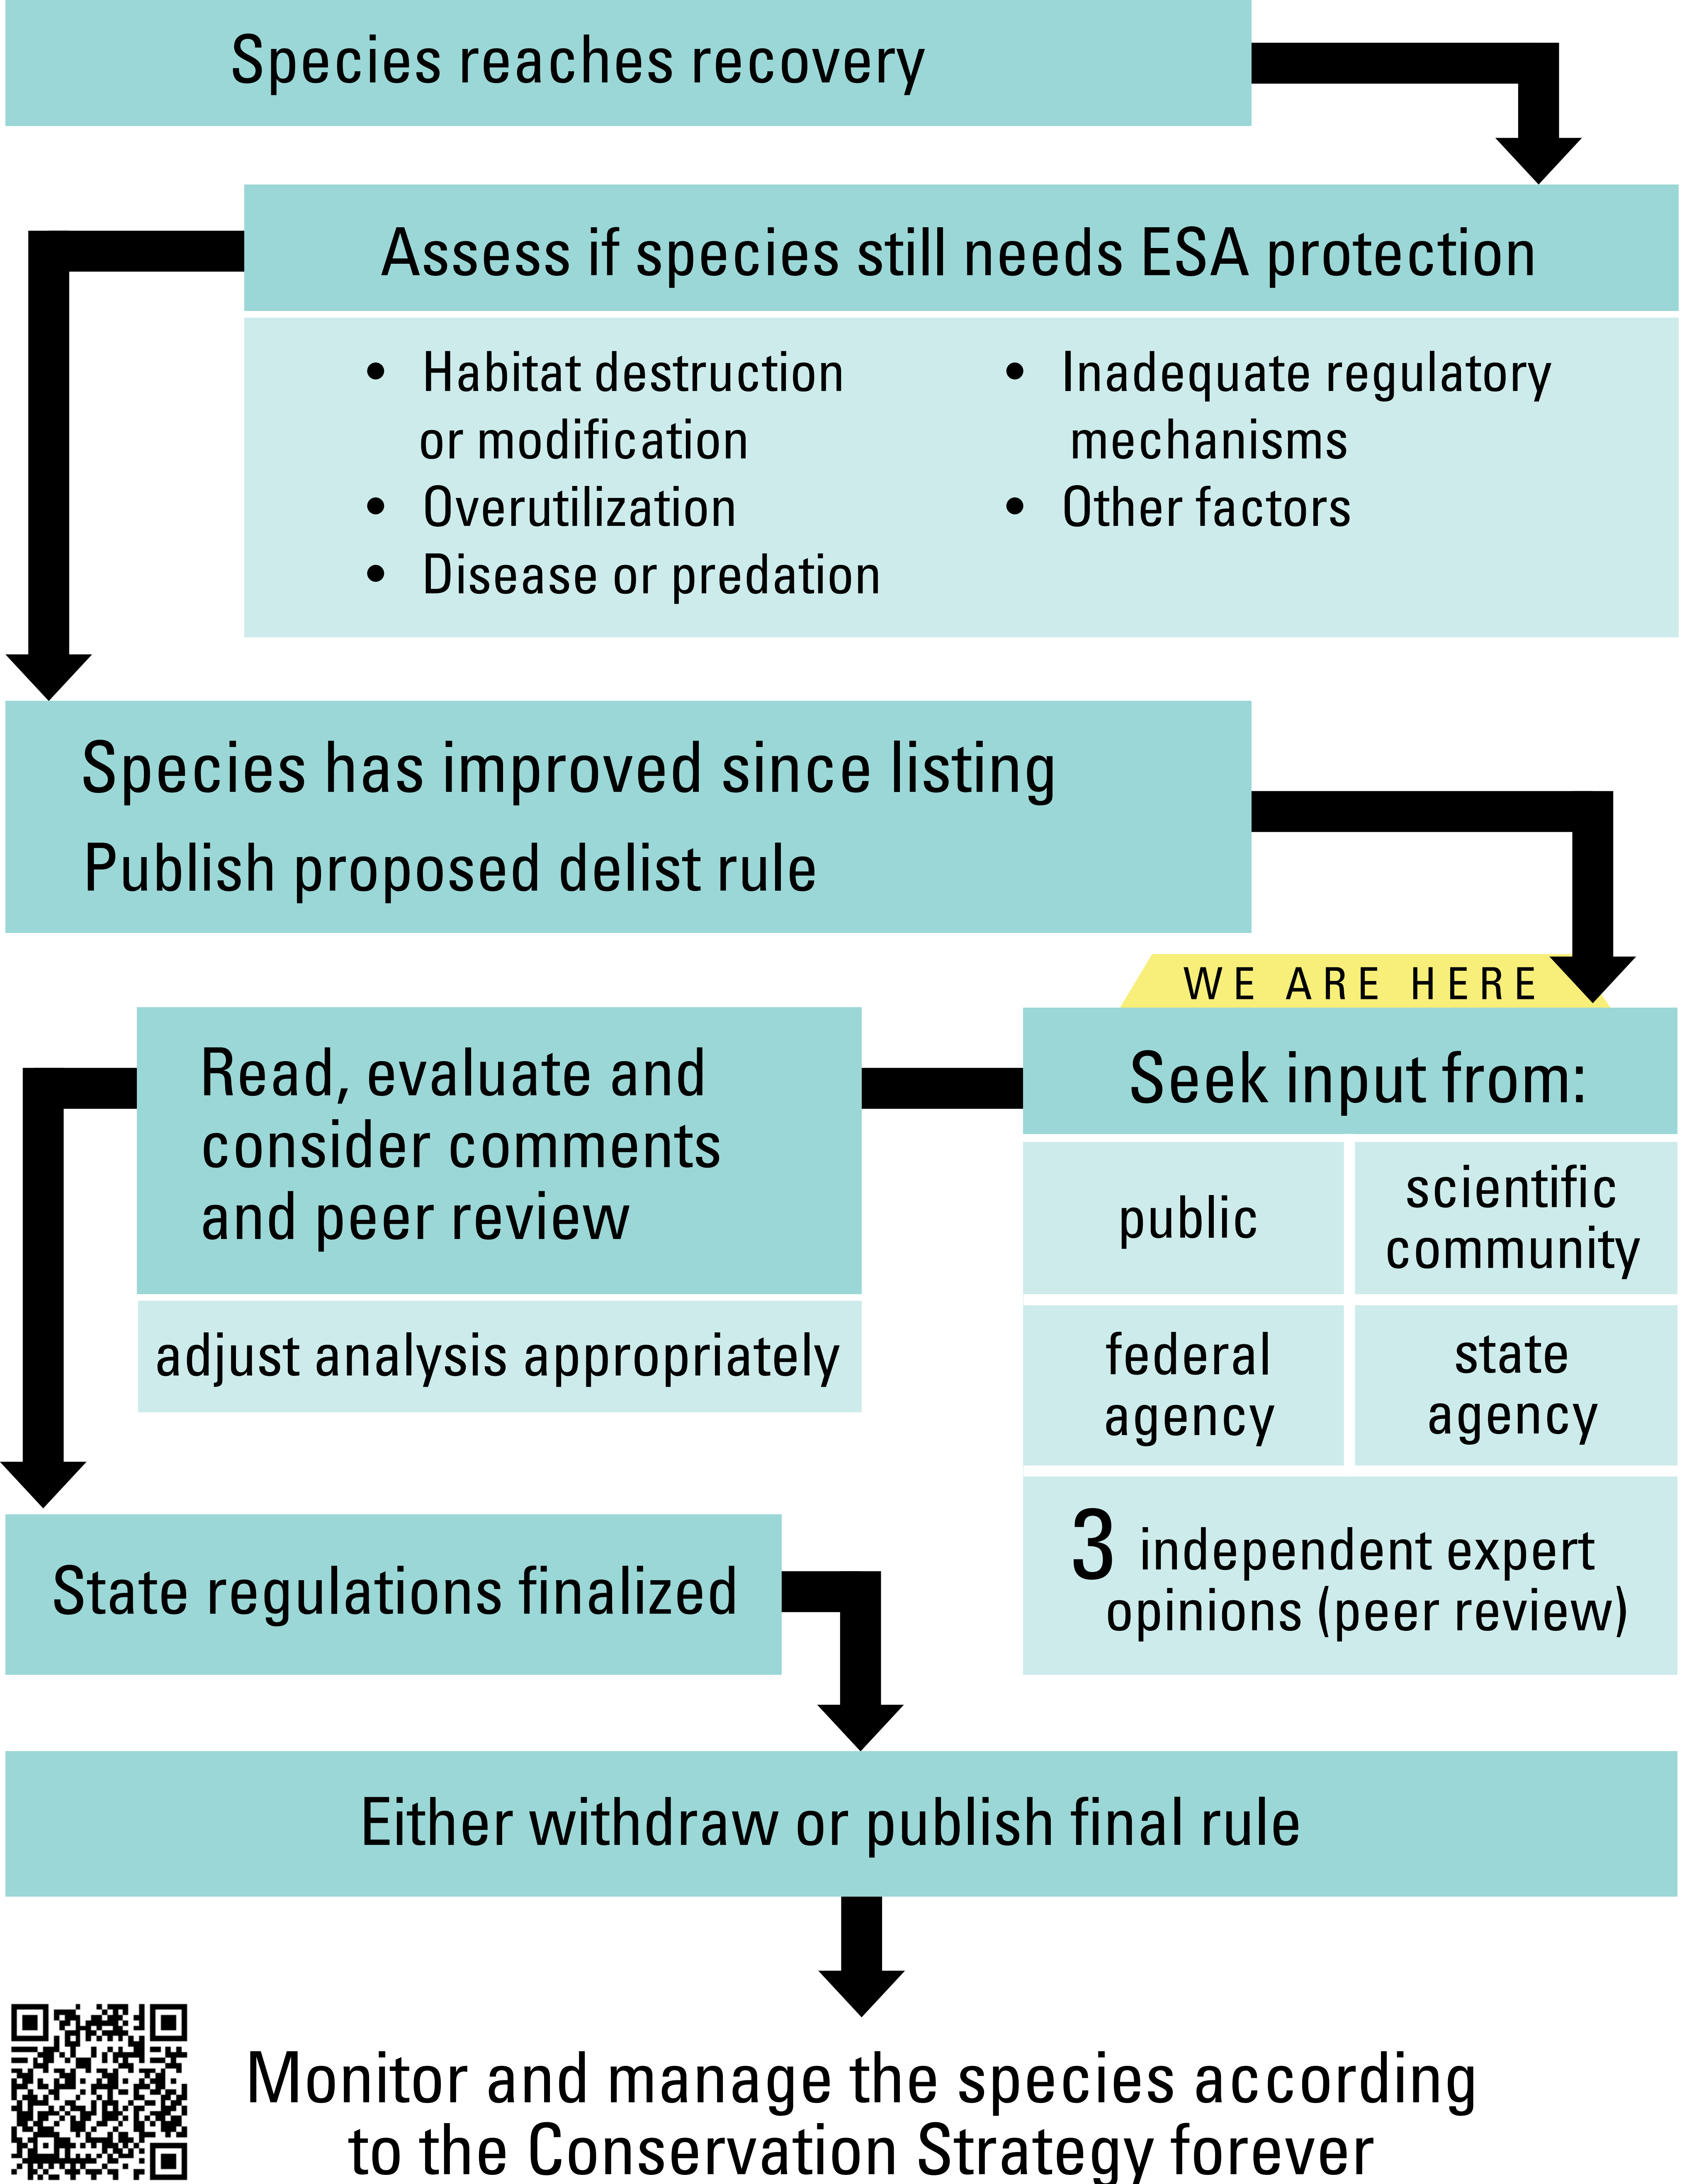 Species reaches recovery
Assess if species still needs ESA protection
• Habitat destruction
or modification
• Overutilization
• Disease or predation
• Inadequate regulatory
mechanisms
• Other factors
Species has improved since listing
Publish proposed delist rule
WE ARE HERE
Seek input from:
public
scientific
community
federal
agency
state
agency
3 independent expert
opinions (peer review)
Read, evaluate and
consider comments
and peer review
adjust analysis appropriately
State regulations finalized
Either withdraw or publish final rule
Monitor and manage the species according
to the Conservation Strategy forever